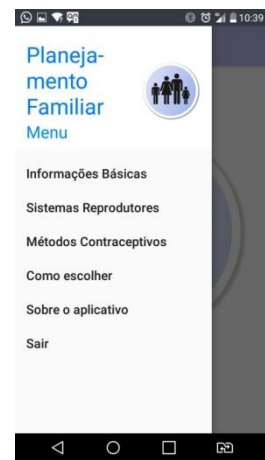 10:39
Planeja-
mento
Familiar
Menu
Informações Básicas
Sistemas Reprodutores
Métodos Contraceptivos
Como escolher
Sobre o aplicativo
Sair